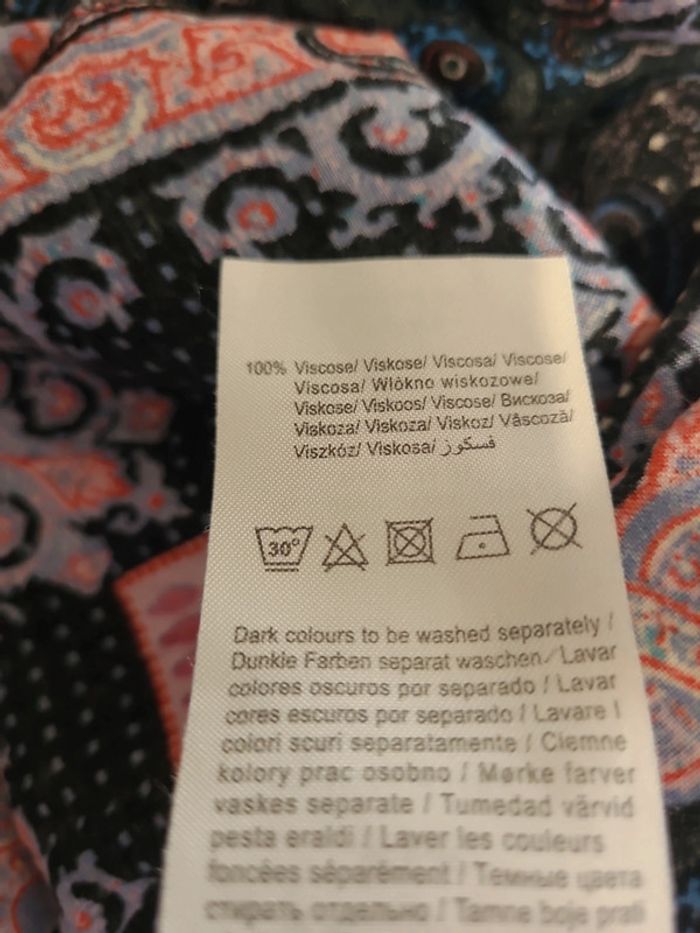 100% Viscose/ Viskose/ Viscosa/ Viscose/
Viscosa/ Włókno wiskozowe/
Viskose/ Viskoos/ Viscose/ Вискоза/
Viskoza/ Viskoza/ Viskoz/ Vâscoză/
Viszkóz/ Viskosa/ فسكوز
30°
Dark colours to be washed separately /
Dunkle Farben separat waschen / Lavar
colores oscuros por separado / Lavar
cores escuros por separado / Lavare i
colori scuri separatamente / Ciemne
kolory prac osobno / Mørke farver
vaskes separate / Tumedad värvid
pesta eraldi / Laver les couleurs
foncées séparément / Темные цвета
стирать отдельно / Tamne boje prati